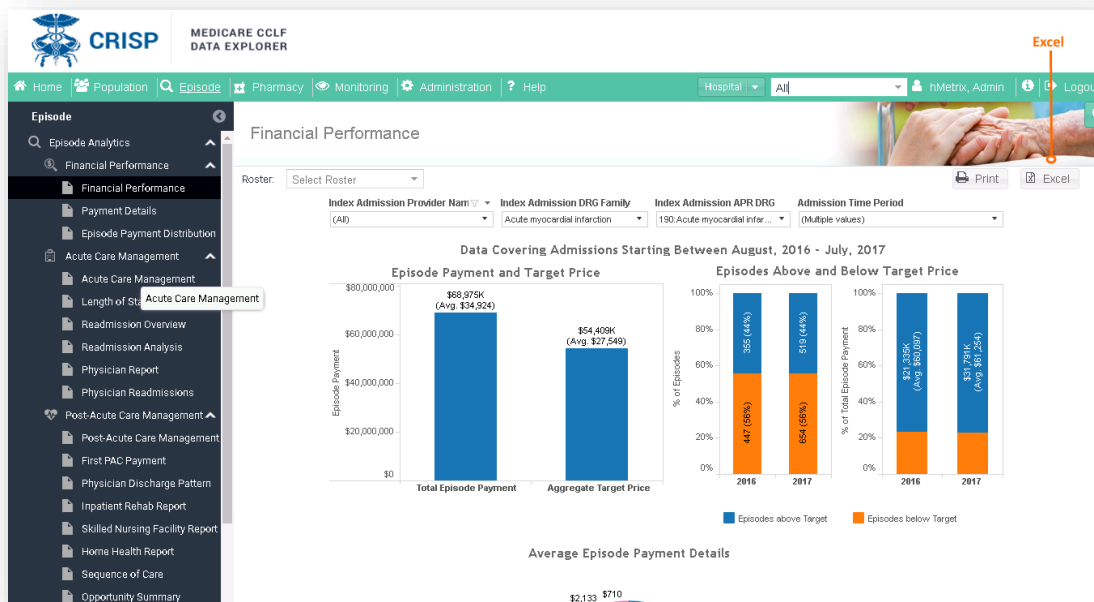 CRISP
MEDICARE CCLF
DATA EXPLORER
Excel
Home
Population
Episode
Pharmacy
Monitoring
Administration
? Help
Hospital
All
hMetrix, Admin
Logou
Episode
Episode Analytics
Financial Performance
Financial Performance
Payment Details
Episode Payment Distribution
Acute Care Management
Acute Care Management
Length of Sta
Acute Care Management
Readmission Overview
Readmission Analysis
Physician Report
Physician Readmissions
Post-Acute Care Management
Post-Acute Care Management
First PAC Payment
Physician Discharge Pattern
Inpatient Rehab Report
Skilled Nursing Facility Report
Home Health Report
Sequence of Care
Opportunity Summary
Financial Performance
Roster:
Select Roster
Print
Excel
Index Admission Provider Nam
Index Admission DRG Family
Index Admission APR DRG
Admission Time Period
(All)
Acute myocardial infarction
190:Acute myocardial infar...
(Multiple values)
Data Covering Admissions Starting Between August, 2016 - July, 2017
Episode Payment and Target Price
$80,000,000
$60,000,000
$40,000,000
$20,000,000
$0
Episode Payment
$68,975K
(Avg. $34,924)
$54,409K
(Avg. $27,549)
Total Episode Payment
Aggregate Target Price
Episodes Above and Below Target Price
100%
80%
60%
40%
20%
0%
% of Episodes
355 (44%)
447 (56%)
519 (44%)
654 (56%)
2016
2017
100%
80%
60%
40%
20%
0%
% of Total Episode Payment
$21,335K
(Avg. $60,097)
$31,791K
(Avg. $61,254)
2016
2017
Episodes above Target
Episodes below Target
Average Episode Payment Details
$2,133
$710